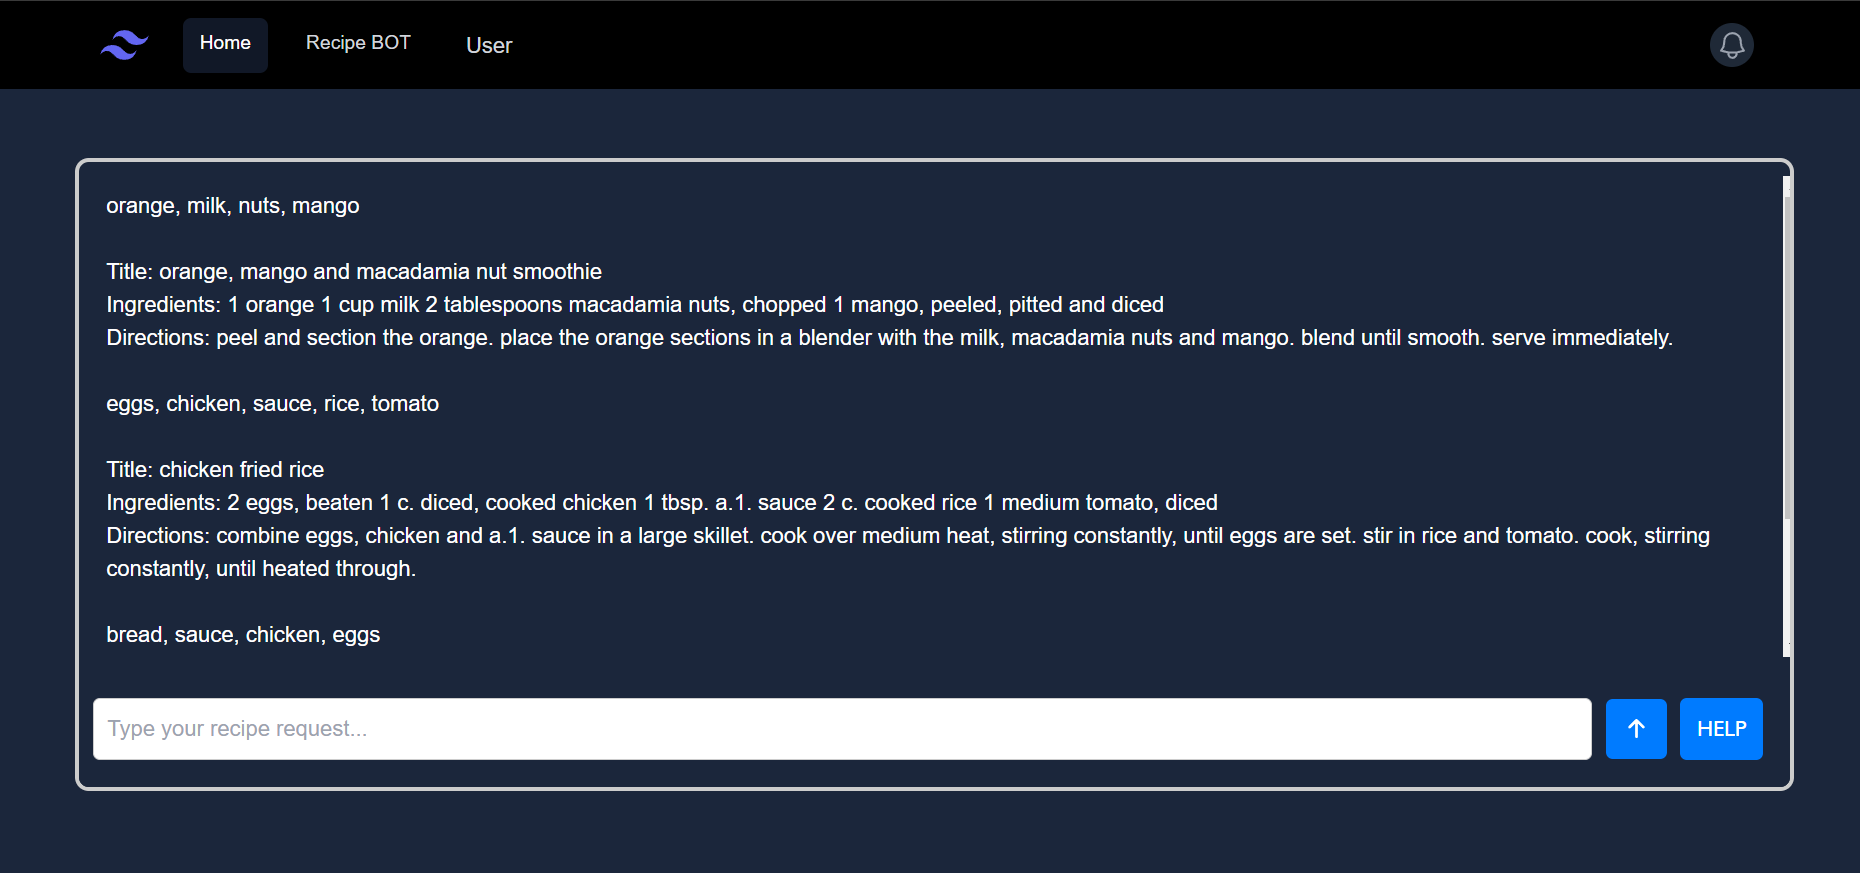 Home
Recipe BOT
User
orange, milk, nuts, mango
Title: orange, mango and macadamia nut smoothie
Ingredients: 1 orange 1 cup milk 2 tablespoons macadamia nuts, chopped 1 mango, peeled, pitted and diced
Directions: peel and section the orange. place the orange sections in a blender with the milk, macadamia nuts and mango. blend until smooth. serve immediately.
eggs, chicken, sauce, rice, tomato
Title: chicken fried rice
Ingredients: 2 eggs, beaten 1 c. diced, cooked chicken 1 tbsp. a.1. sauce 2 c. cooked rice 1 medium tomato, diced
Directions: combine eggs, chicken and a.1. sauce in a large skillet. cook over medium heat, stirring constantly, until eggs are set. stir in rice and tomato. cook, stirring
constantly, until heated through.
bread, sauce, chicken, eggs
Type your recipe request...
HELP